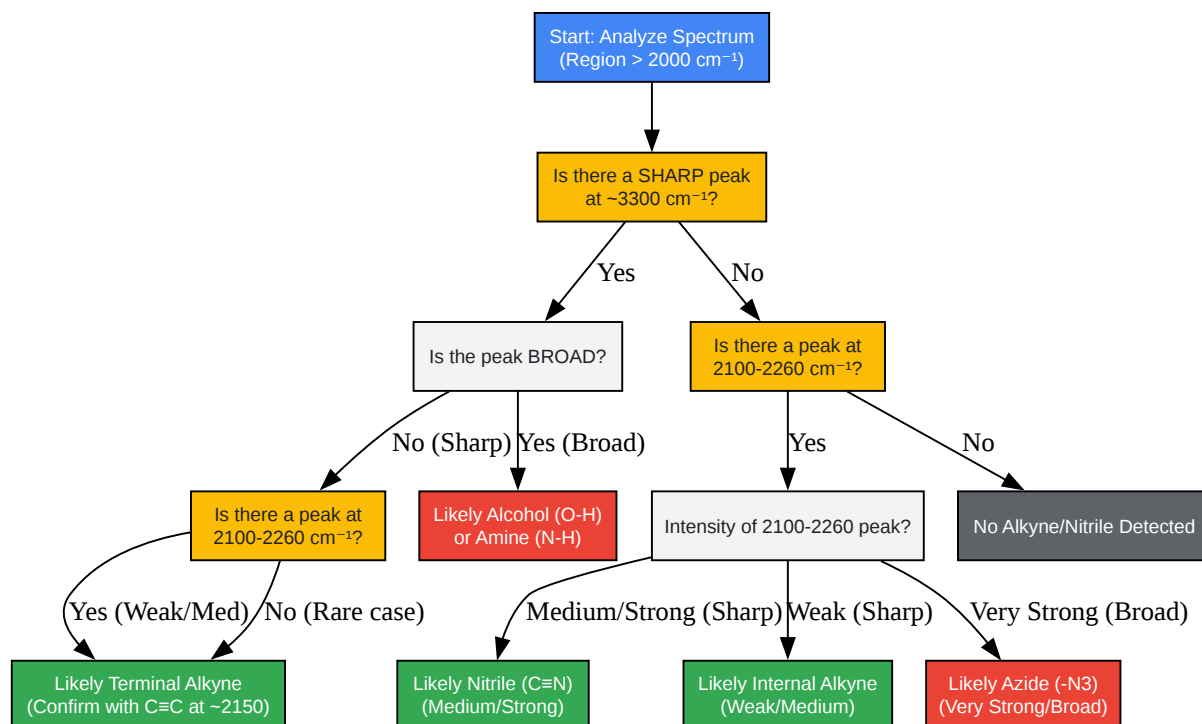 Start: Analyze Spectrum
(Region > 2000 cm⁻¹)
Is there a SHARP peak
at ~3300 cm⁻¹?
Yes
No
Is the peak BROAD?
Is there a peak at
2100-2260 cm⁻¹?
No (Sharp)
Yes (Broad)
Yes
No
Is there a peak at
2100-2260 cm⁻¹?
Likely Alcohol (O-H)
or Amine (N-H)
Intensity of 2100-2260 peak?
No Alkyne/Nitrile Detected
Yes (Weak/Med)
No (Rare case)
Medium/Strong (Sharp)
Weak (Sharp)
Very Strong (Broad)
Likely Terminal Alkyne
(Confirm with C≡C at ~2150)
Likely Nitrile (C≡N)
(Medium/Strong)
Likely Internal Alkyne
(Weak/Medium)
Likely Azide (-N3)
(Very Strong/Broad)